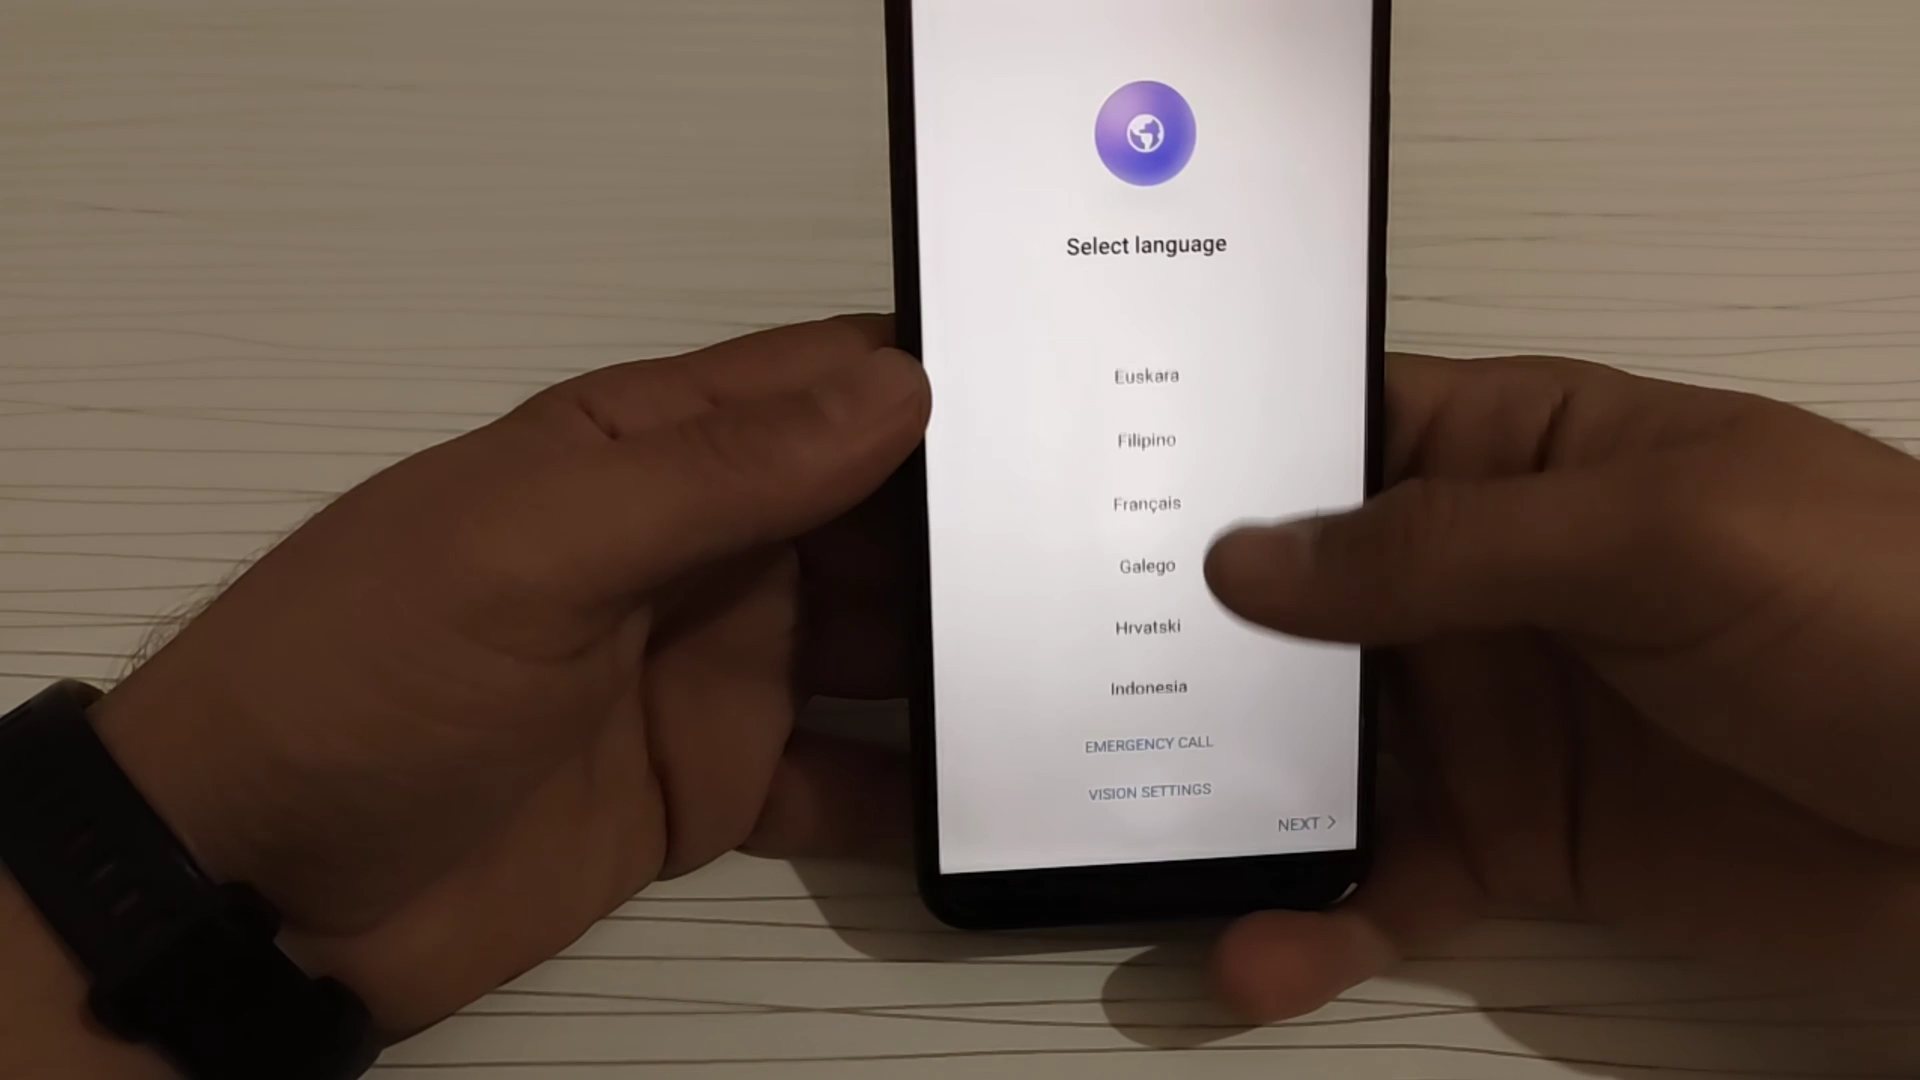 Select language
Euskara
Filipino
Français
Galego
Hrvatski
Indonesia
EMERGENCY CALL
VISION SETTINGS
NEXT >